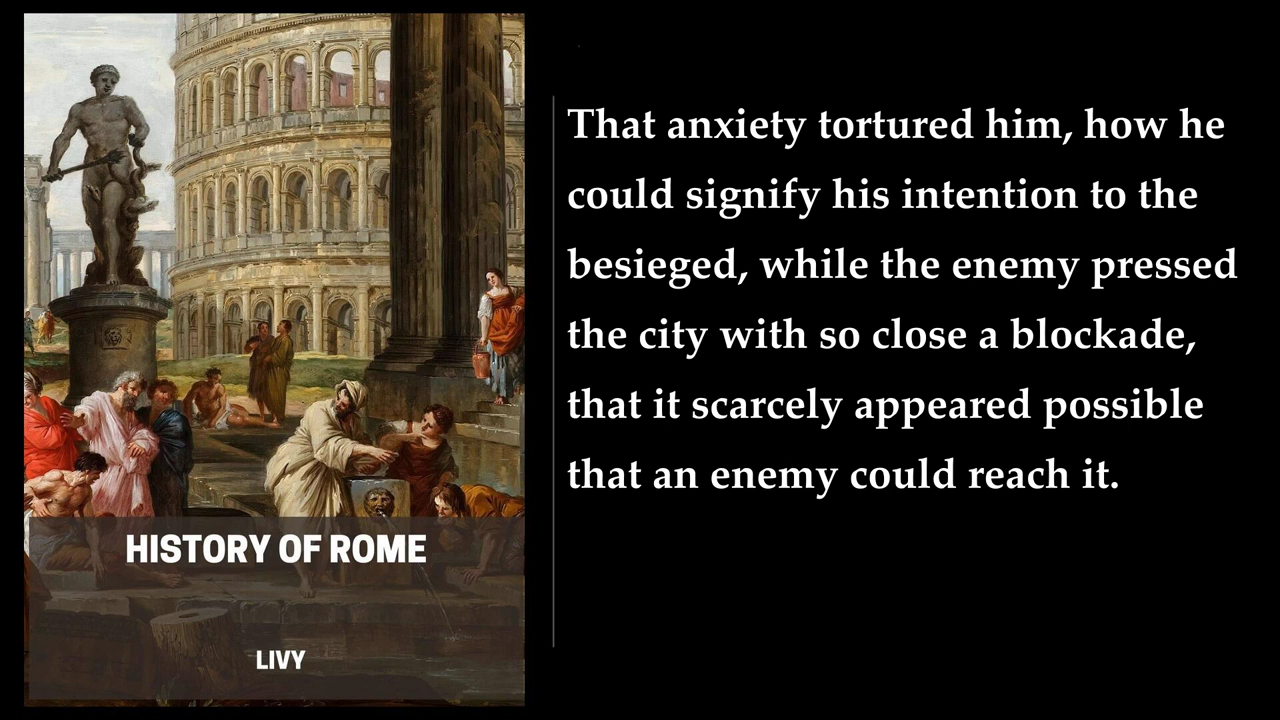 HISTORY OF ROME
LIVY
That anxiety tortured him, how he
could signify his intention to the
besieged, while the enemy pressed
the city with so close a blockade,
that it scarcely appeared possible
that an enemy could reach it.